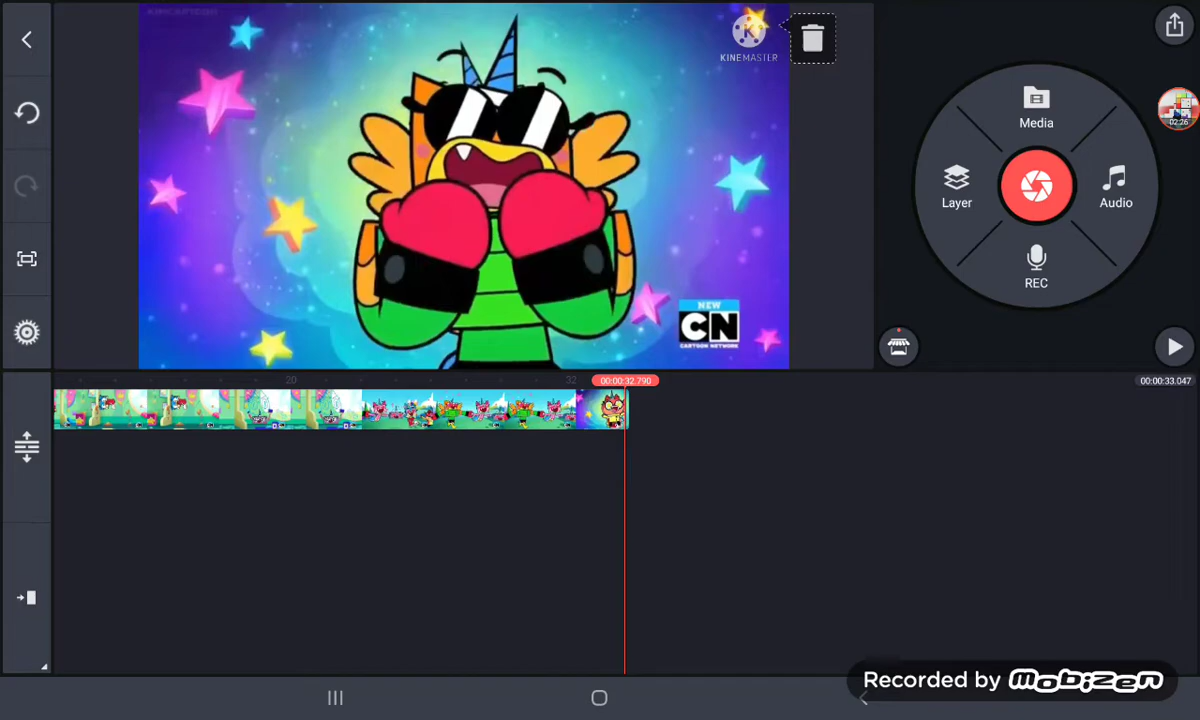 KINEMASTER
K
NEW
CN
CARTOON NETWORK
Media
Layer
Audio
REC
02:26
20
32
00:00:32.790
00:00:33.047
Recorded by mobizen